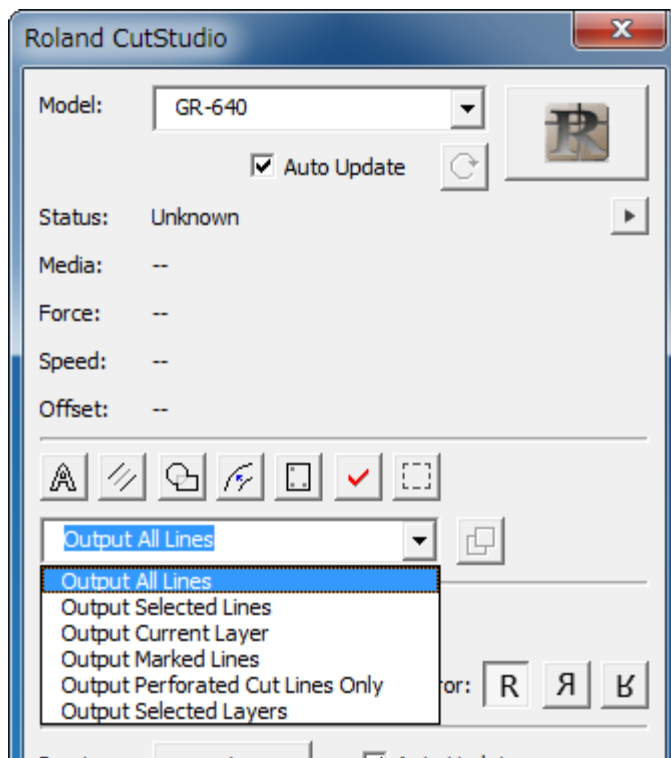 Roland CutStudio
Model: GR-640
Auto Update
Status: Unknown
Media: --
Force: --
Speed: --
Offset: --
Output All Lines
Output All Lines
Output Selected Lines
Output Current Layer
Output Marked Lines
Output Perforated Cut Lines Only
Output Selected Layers
or: R